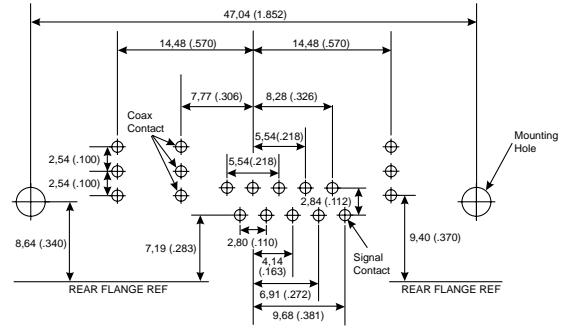 47,04 (1.852)
14,48 (.570)
14,48 (.570)
7,77 (.306)
8,28 (.326)
Coax
Contact
5,54(.218)
Mounting
Hole
2,54 (.100)
5,54(.218)
2,54 (.100)
2,84 (.112)
8,64 (.340)
7,19 (.283)
2,80 (.110)
9,40 (.370)
4,14
(.163)
Signal
Contact
6,91 (.272)
REAR FLANGE REF
REAR FLANGE REF
9,68 (.381)